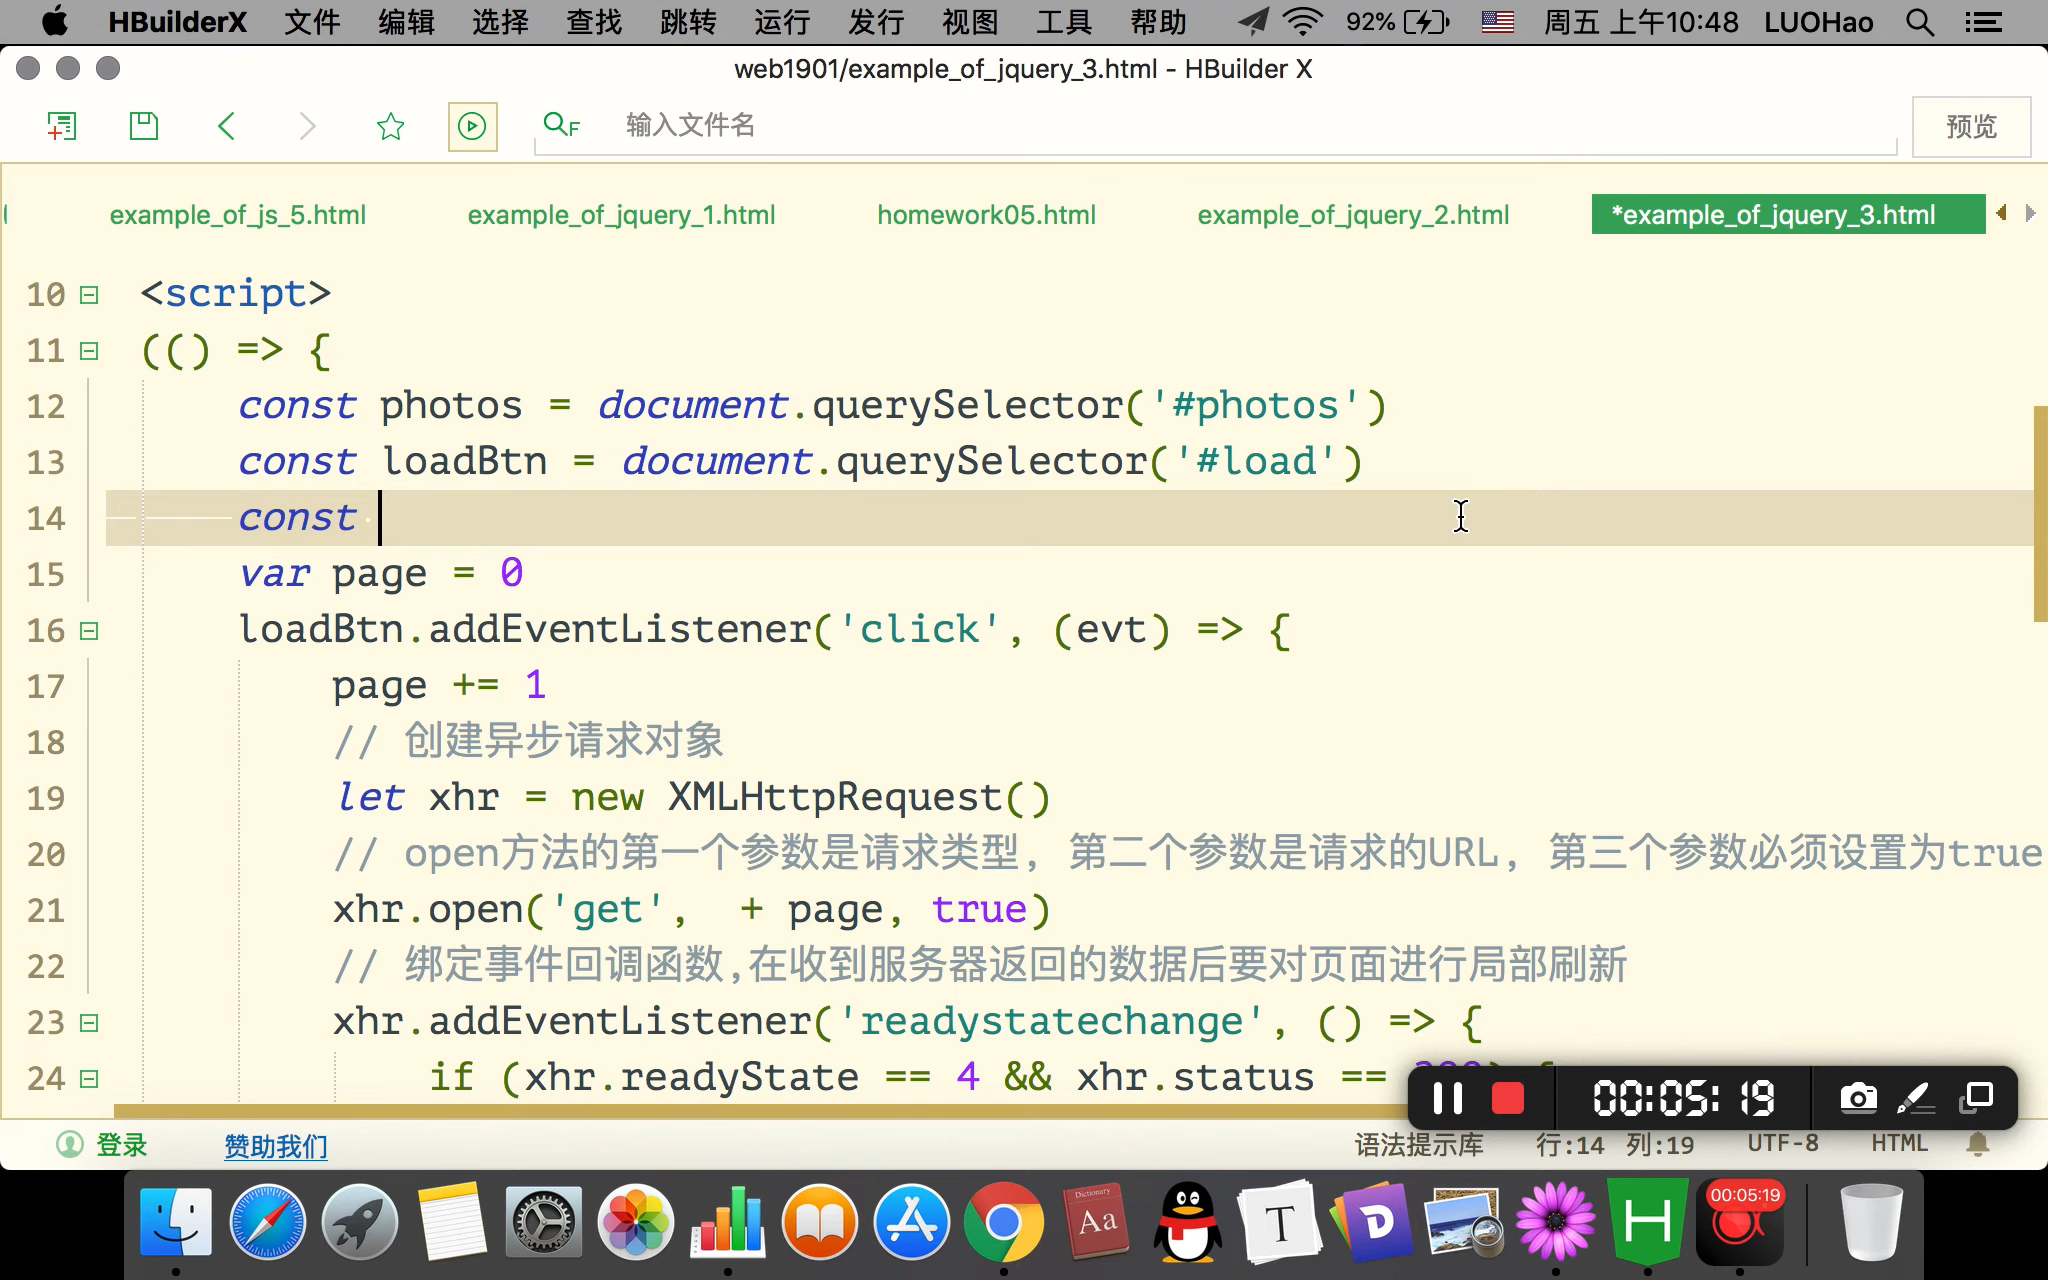 HBuilderX 文件 编辑 选择 查找 跳转 运行 发行 视图 工具 帮助 92% 周五 上午10:48 LUOHao
web1901/example_of_jquery_3.html - HBuilder X
输入文件名 预览
example_of_js_5.html example_of_jquery_1.html homework05.html example_of_jquery_2.html *example_of_jquery_3.html
10 <script>
11 (() => {
12 const photos = document.querySelector('#photos')
13 const loadBtn = document.querySelector('#load')
14 const
15 var page = 0
16 loadBtn.addEventListener('click', (evt) => {
17 page += 1
18 // 创建异步请求对象
19 let xhr = new XMLHttpRequest()
20 // open方法的第一个参数是请求类型, 第二个参数是请求的URL, 第三个参数必须设置为true
21 xhr.open('get',  + page, true)
22 // 绑定事件回调函数,在收到服务器返回的数据后要对页面进行局部刷新
23 xhr.addEventListener('readystatechange', () => {
24 if (xhr.readyState == 4 && xhr.status ==
00:05:19
登录 赞助我们 语法提示库 行:14 列:19 UTF-8 HTML
Dictionary
Aa
T
D
H
00:05:19